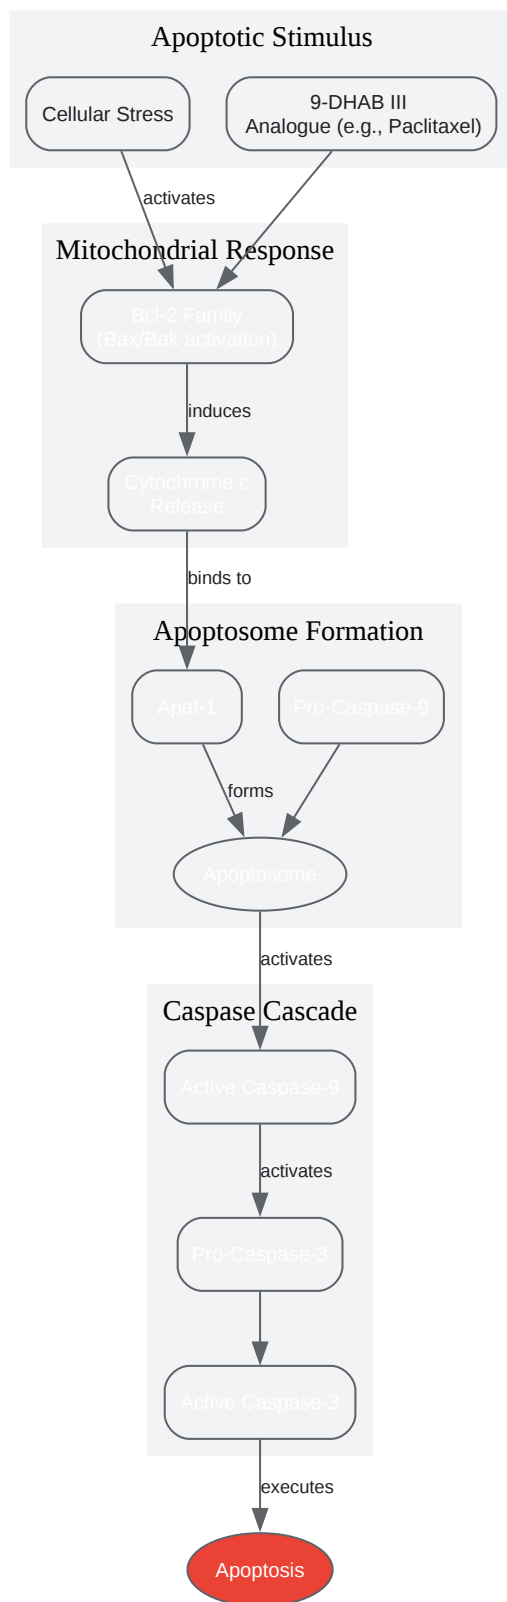 Apoptotic Stimulus
Cellular Stress
9-DHAB III
Analogue (e.g., Paclitaxel)
activates
Mitochondrial Response
Bcl-2 Family
(Bax/Bak activation)
induces
Cytochrome c
Release
binds to
Apoptosome Formation
Apaf-1
Pro-Caspase-9
forms
Apoptosome
activates
Caspase Cascade
Active Caspase-9
activates
Pro-Caspase-3
Active Caspase-3
executes
Apoptosis